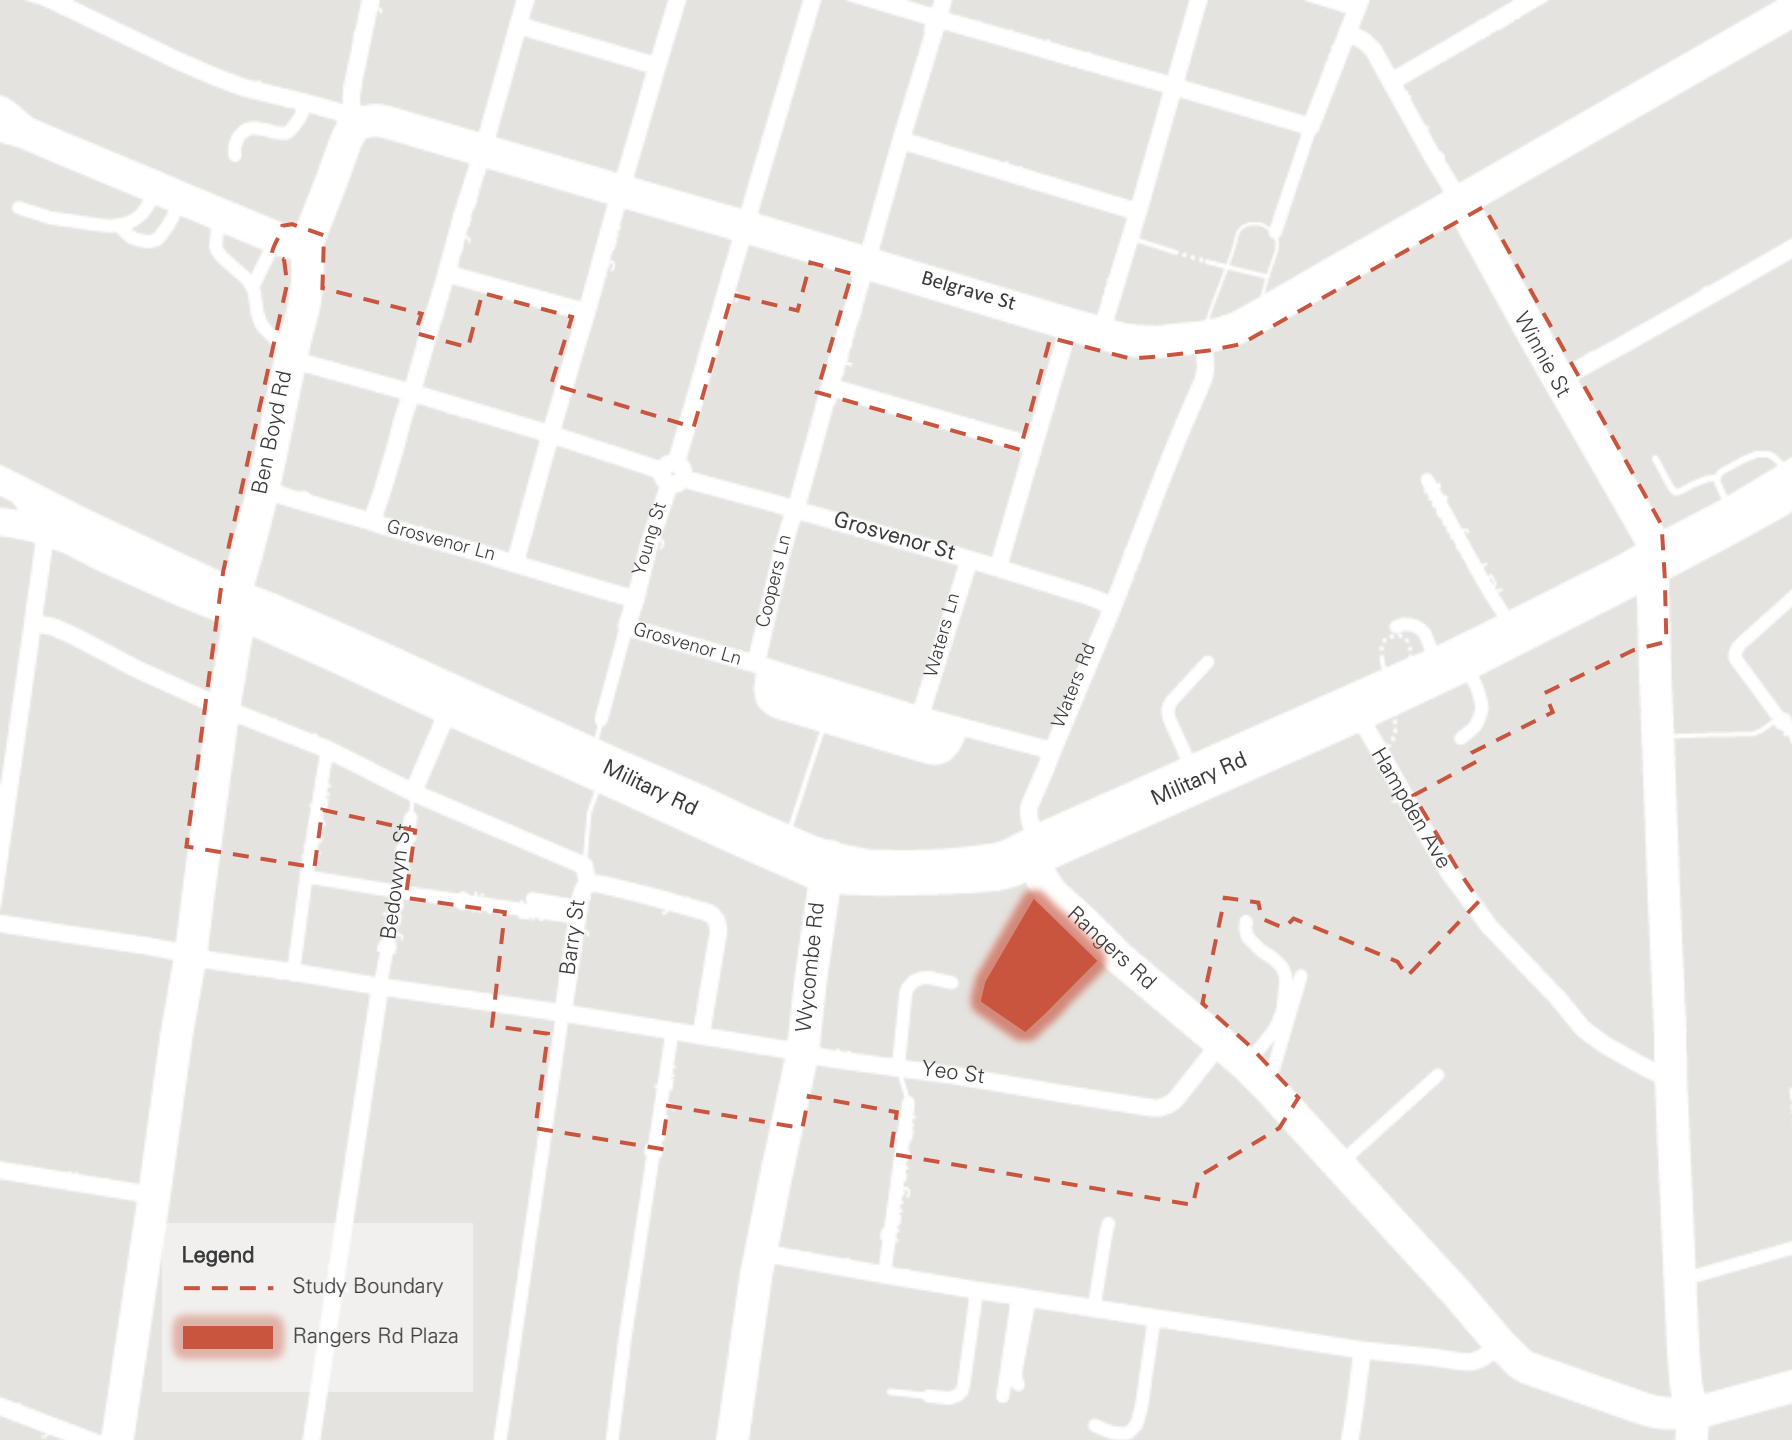 Belgrave St
Winnie St
Ben Boyd Rd
Grosvenor Ln
Young St
Coopers Ln
Grosvenor St
Grosvenor Ln
Waters Ln
Waters Rd
Military Rd
Military Rd
Hampden Ave
Bedowyn St
Barry St
Wycombe Rd
Rangers Rd
Yeo St
Legend
Study Boundary
Rangers Rd Plaza